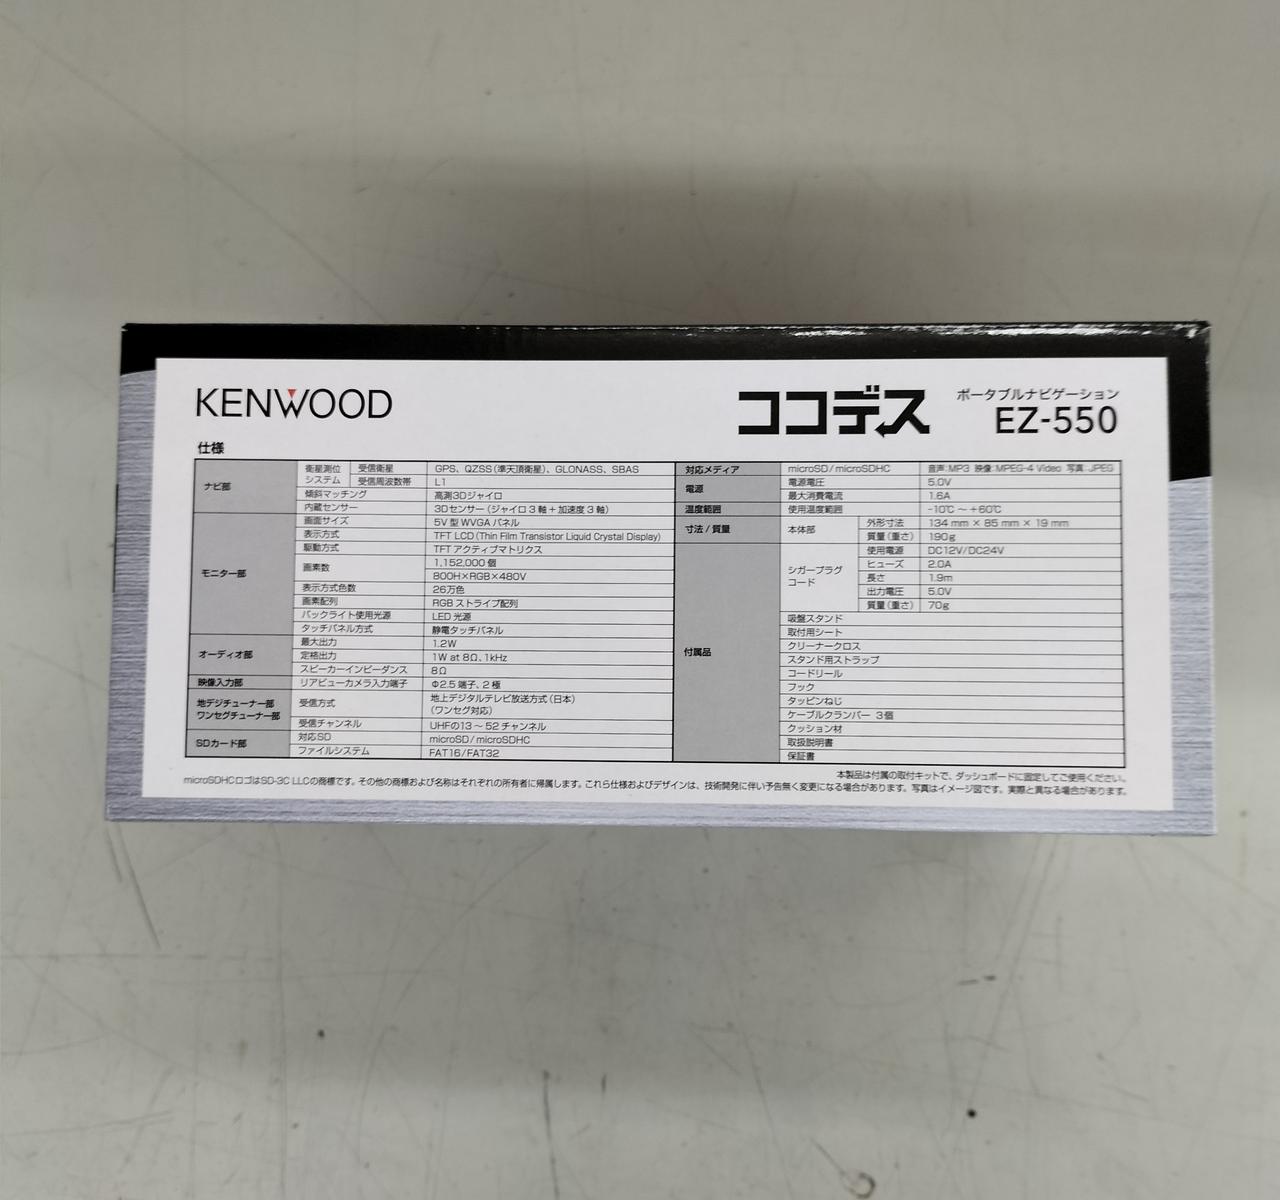 KENWOOD
ココデス
ポータブルナビゲーション
EZ-550
仕様
ナビ部
衛星測位システム 受信衛星 GPS、QZSS(準天頂衛星)、GLONASS、SBAS
受信周波数帯 L1
傾斜マッチング 高測3Dジャイロ
内蔵センサー 3Dセンサー(ジャイロ3軸+加速度3軸)
モニター部
画面サイズ 5V型WVGAパネル
表示方式 TFT LCD(Thin Film Transistor Liquid Crystal Display)
駆動方式 TFTアクティブマトリクス
画素数 1,152,000個
800H×RGB×480V
表示方式色数 26万色
画素配列 RGBストライプ配列
バックライト使用光源 LED光源
タッチパネル方式 静電タッチパネル
オーディオ部
最大出力 1.2W
定格出力 1W at 8Ω、1kHz
スピーカーインピーダンス 8Ω
映像入力部 リアビューカメラ入力端子 Φ2.5端子、2極
地デジチューナー部
ワンセグチューナー部
受信方式 地上デジタルテレビ放送方式(日本)
(ワンセグ対応)
受信チャンネル UHFの13～52チャンネル
SDカード部
対応SD microSD/microSDHC
ファイルシステム FAT16/FAT32
対応メディア microSD/microSDHC 音声:MP3 映像:MPEG-4 Video 写真:JPEG
電源
電源電圧 5.0V
最大消費電流 1.6A
温度範囲 使用温度範囲 -10℃～+60℃
寸法/質量 本体部
外形寸法 134mm×85mm×19mm
質量(重さ) 190g
付属品
シガープラグコード
使用電源 DC12V/DC24V
ヒューズ 2.0A
長さ 1.9m
出力電圧 5.0V
質量(重さ) 70g
吸盤スタンド
取付用シート
クリーナークロス
スタンド用ストラップ
コードリール
フック
タッピンねじ
ケーブルクランパー 3個
クッション材
取扱説明書
保証書
本製品は付属の取付キットで、ダッシュボードに固定してご使用ください。
microSDHCロゴはSD-3C LLCの商標です。その他の商標および名称はそれぞれの所有者に帰属します。これら仕様およびデザインは、技術開発に伴い予告無く変更になる場合があります。写真はイメージ図です。実際と異なる場合があります。